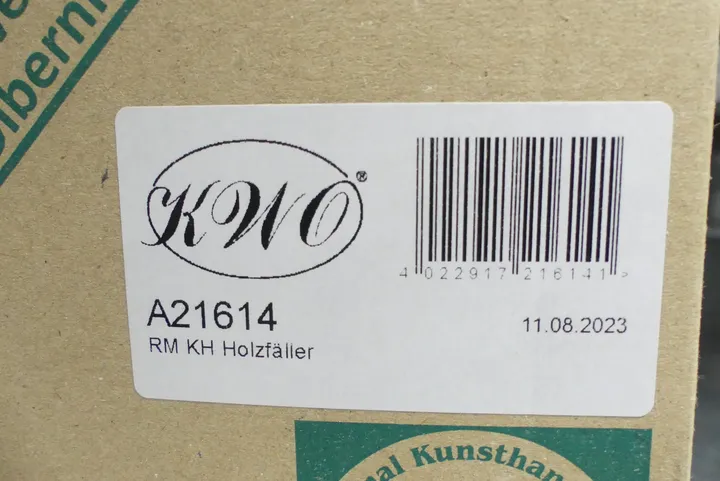 KWO®
4 022917 216141 >
A21614
11.08.2023
RM KH Holzfäller